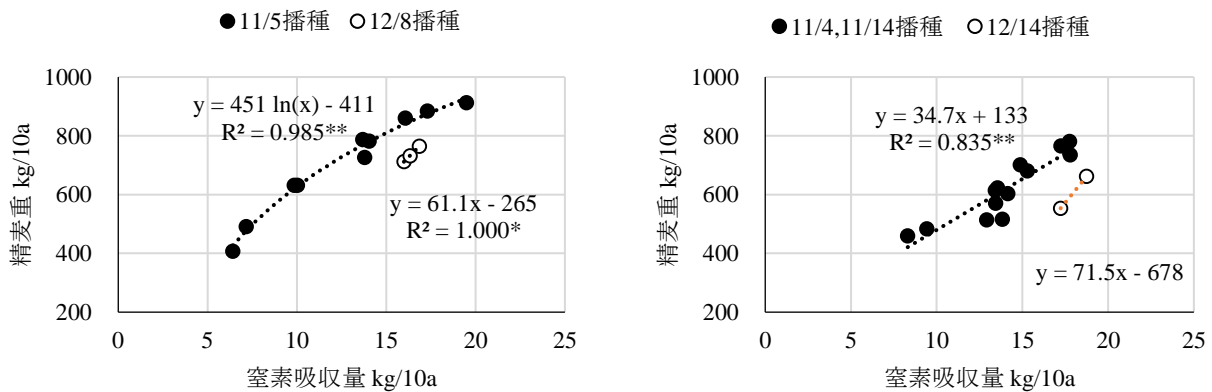 ●11/5播種 ○12/8播種
1000
800
600
400
200
0
5
10
15
20
25
精麦重 kg/10a
窒素吸収量 kg/10a
y = 451 ln(x) - 411
R² = 0.985**
y = 61.1x - 265
R² = 1.000*
●11/4,11/14播種 ○12/14播種
1000
800
600
400
200
0
5
10
15
20
25
精麦重 kg/10a
窒素吸収量 kg/10a
y = 34.7x + 133
R² = 0.835**
y = 71.5x - 678